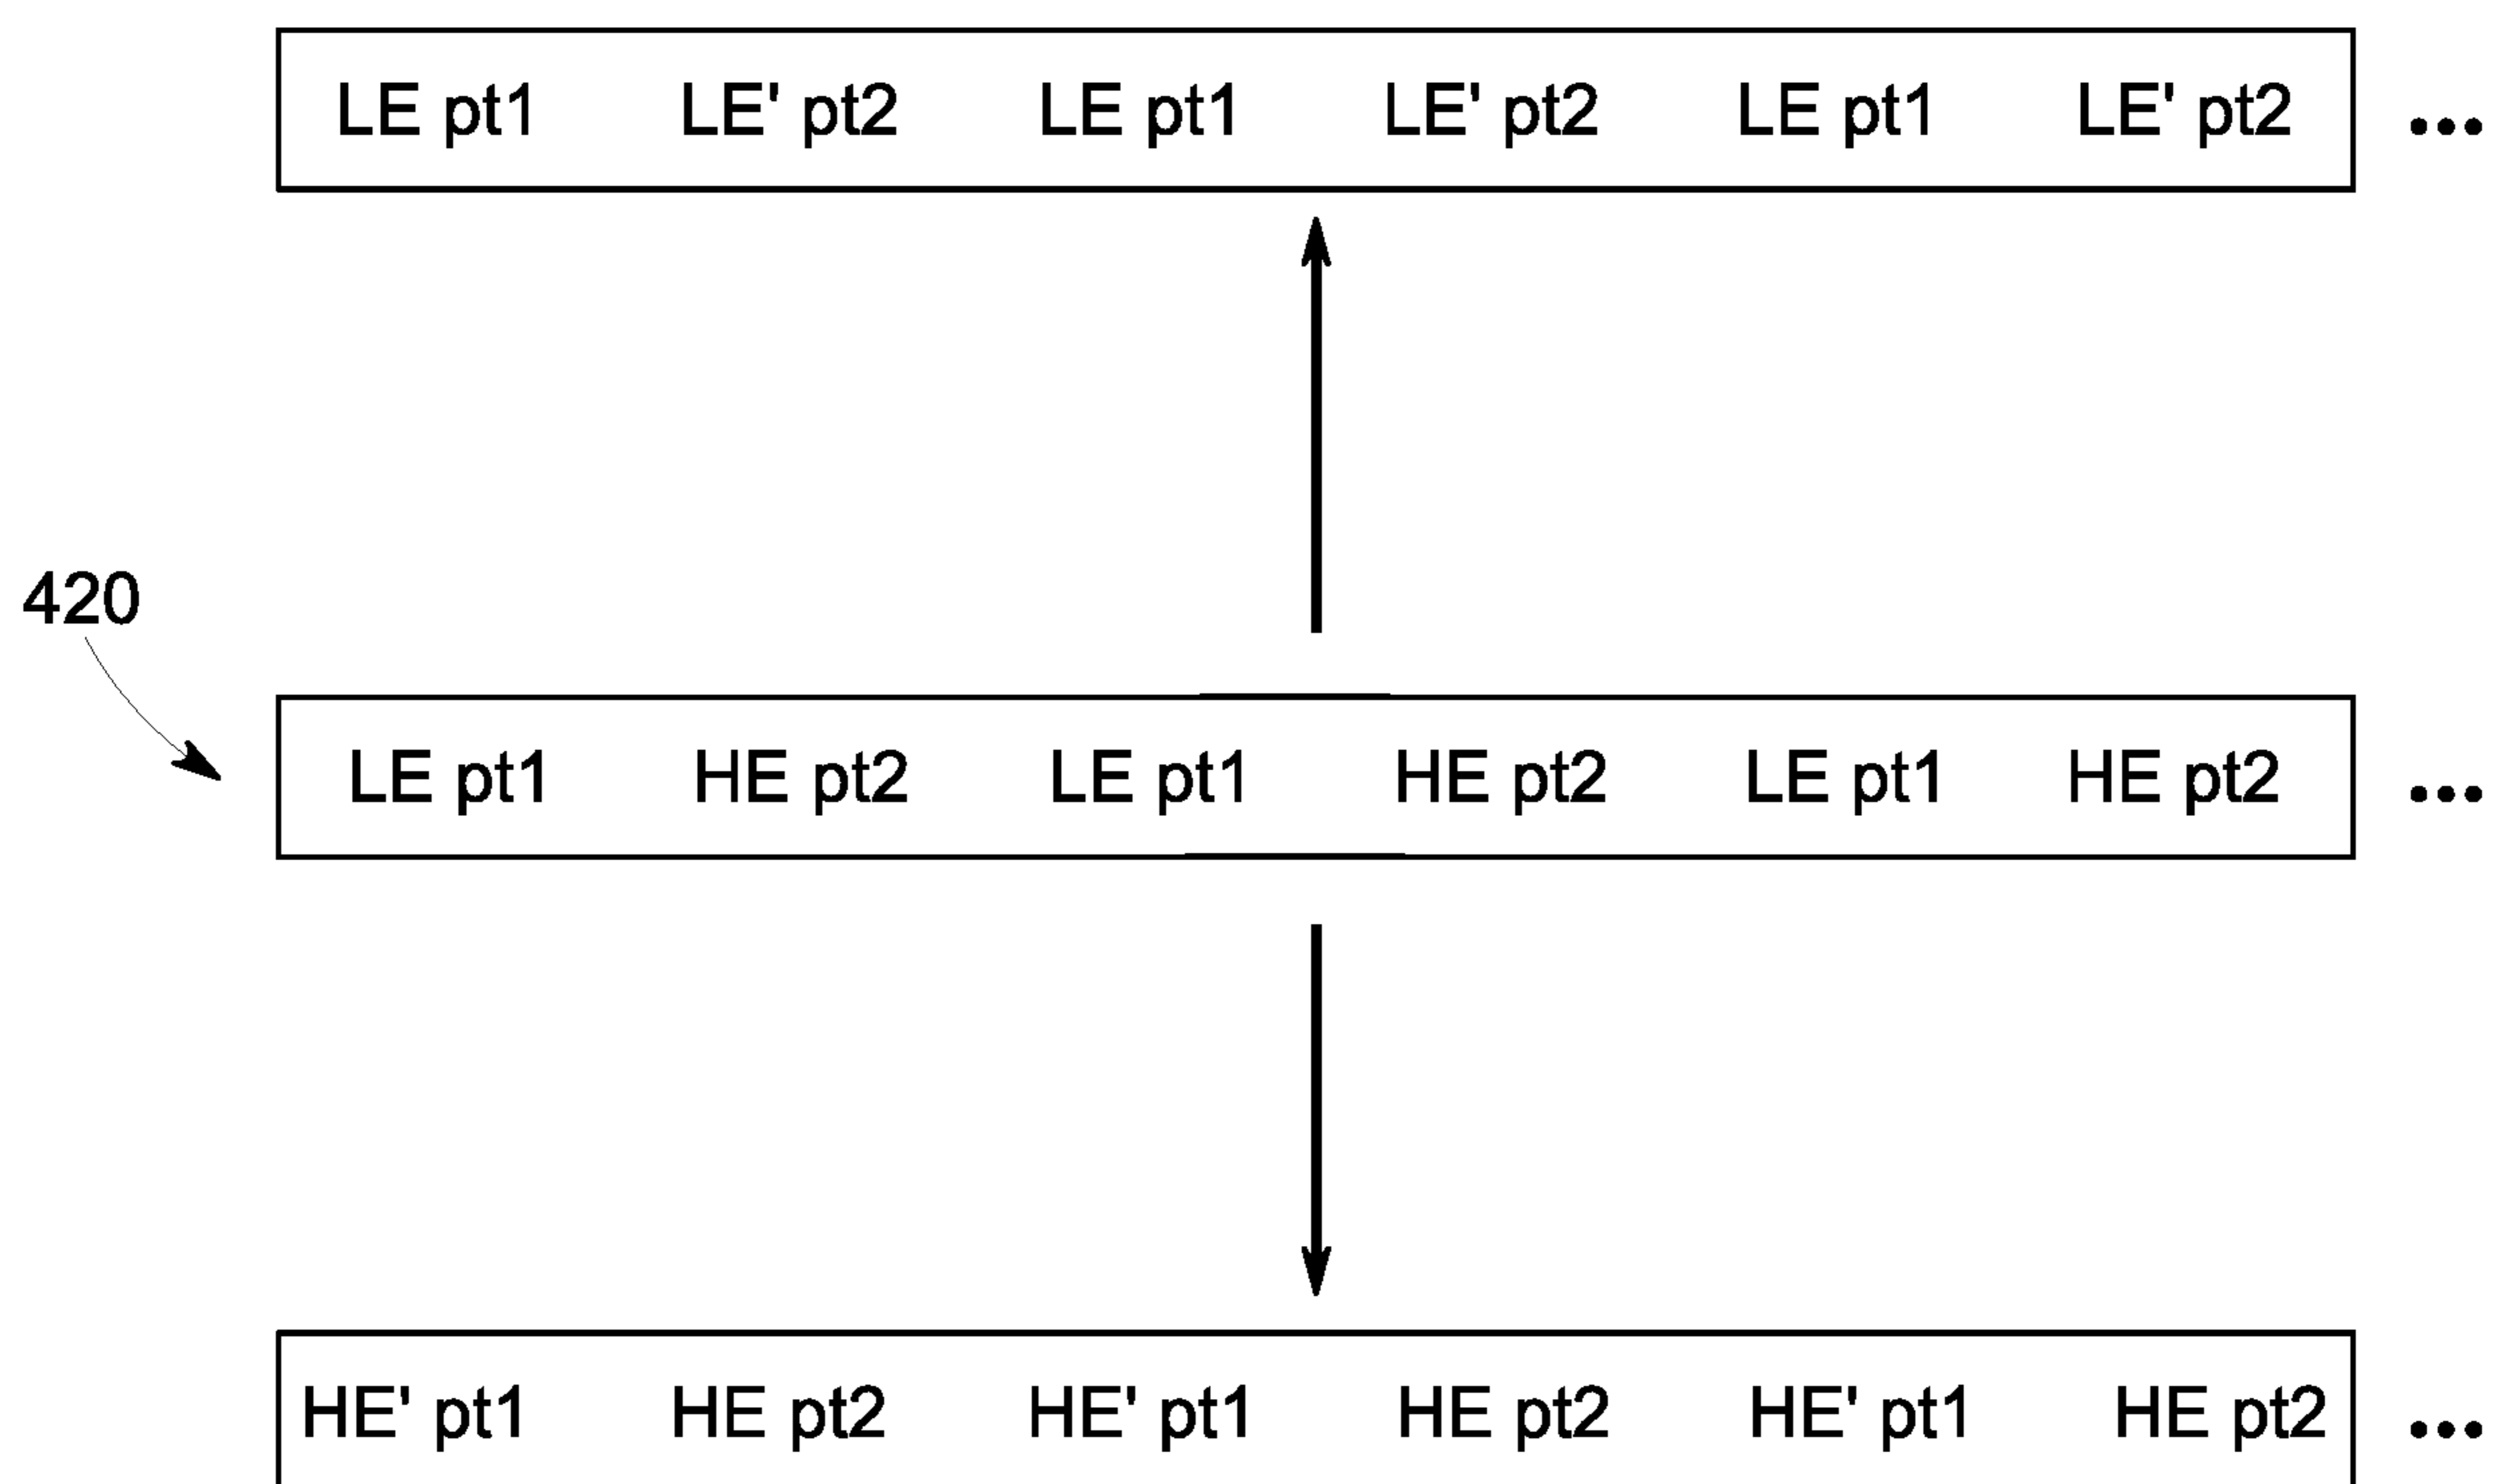 LE pt1 LE' pt2 LE pt1 LE' pt2 LE pt1 LE' pt2 ...
420
LE pt1 HE pt2 LE pt1 HE pt2 LE pt1 HE pt2 ...
HE' pt1 HE pt2 HE' pt1 HE pt2 HE' pt1 HE pt2 ...